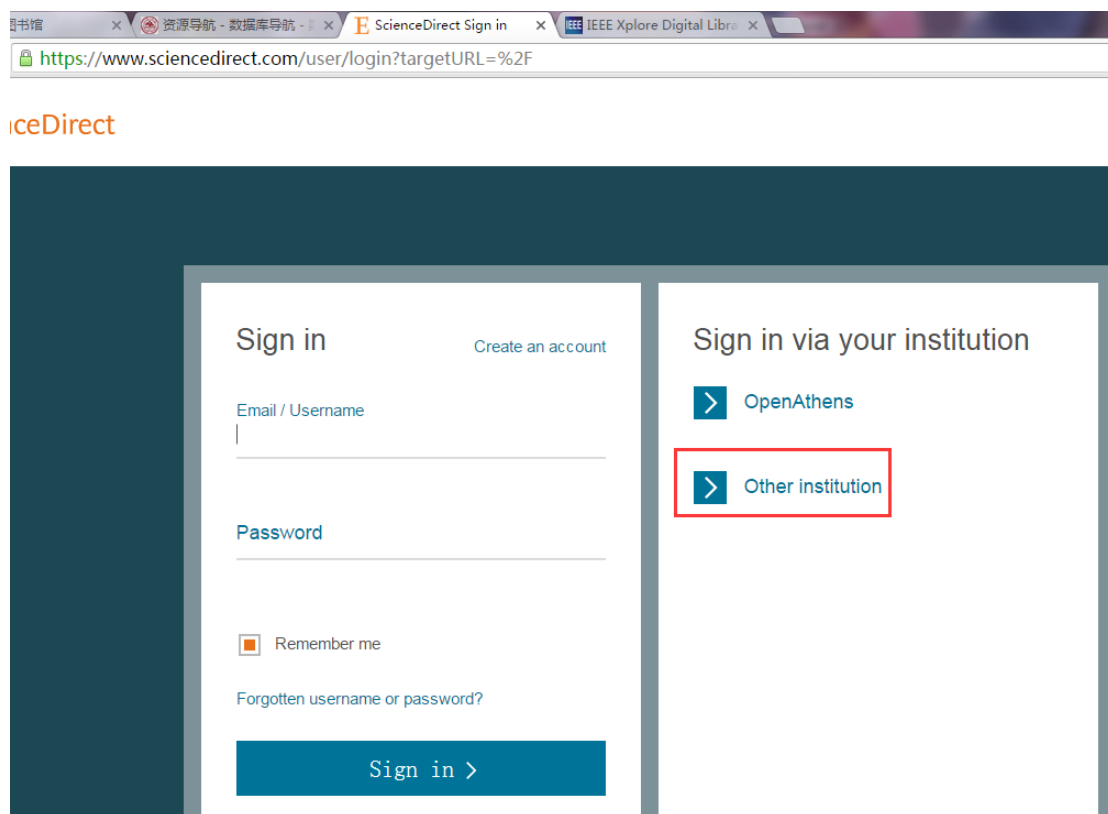 书馆
资源导航 - 数据库导航 -
ScienceDirect Sign in
IEEE IEEE Xplore Digital Libra
https://www.sciencedirect.com/user/login?targetURL=%2F
ceDirect
Sign in
Create an account
Email / Username
Password
Remember me
Forgotten username or password?
Sign in
Sign in via your institution
OpenAthens
Other institution